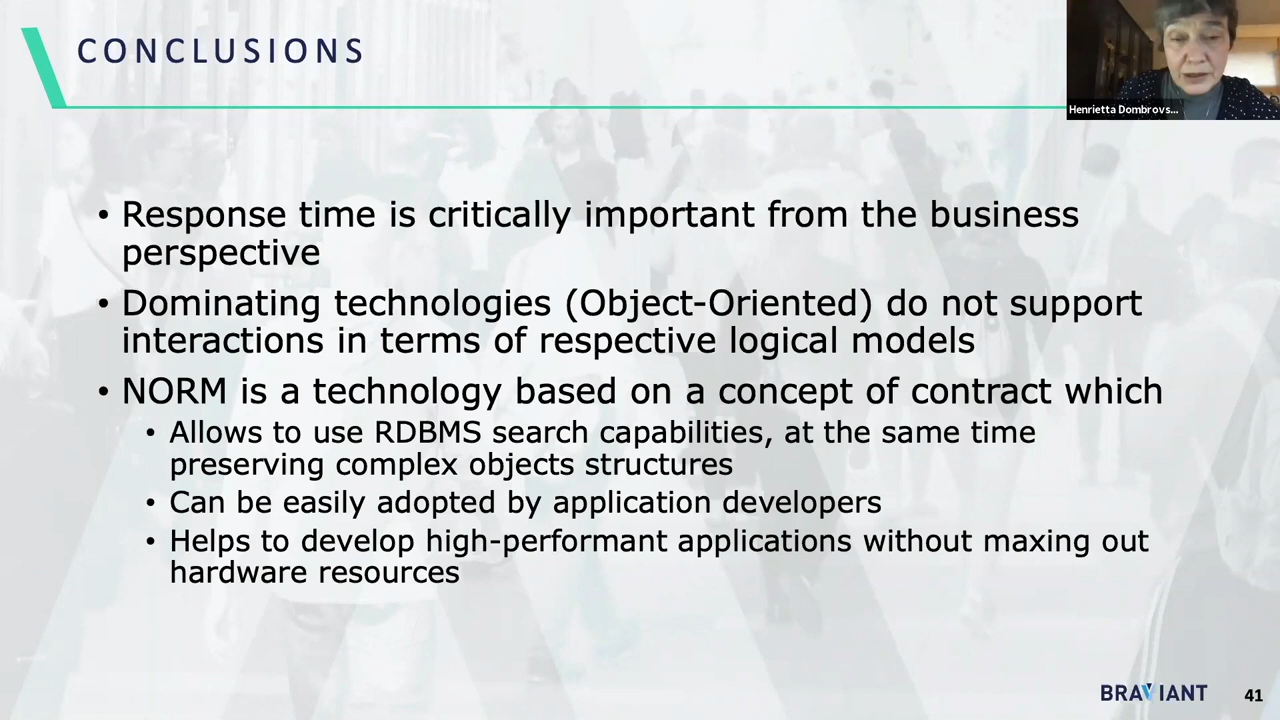 CONCLUSIONS
Henrietta Dombrovs...
• Response time is critically important from the business
perspective
• Dominating technologies (Object-Oriented) do not support
interactions in terms of respective logical models
• NORM is a technology based on a concept of contract which
• Allows to use RDBMS search capabilities, at the same time
preserving complex objects structures
• Can be easily adopted by application developers
• Helps to develop high-performant applications without maxing out
hardware resources
BRAVIANT
41